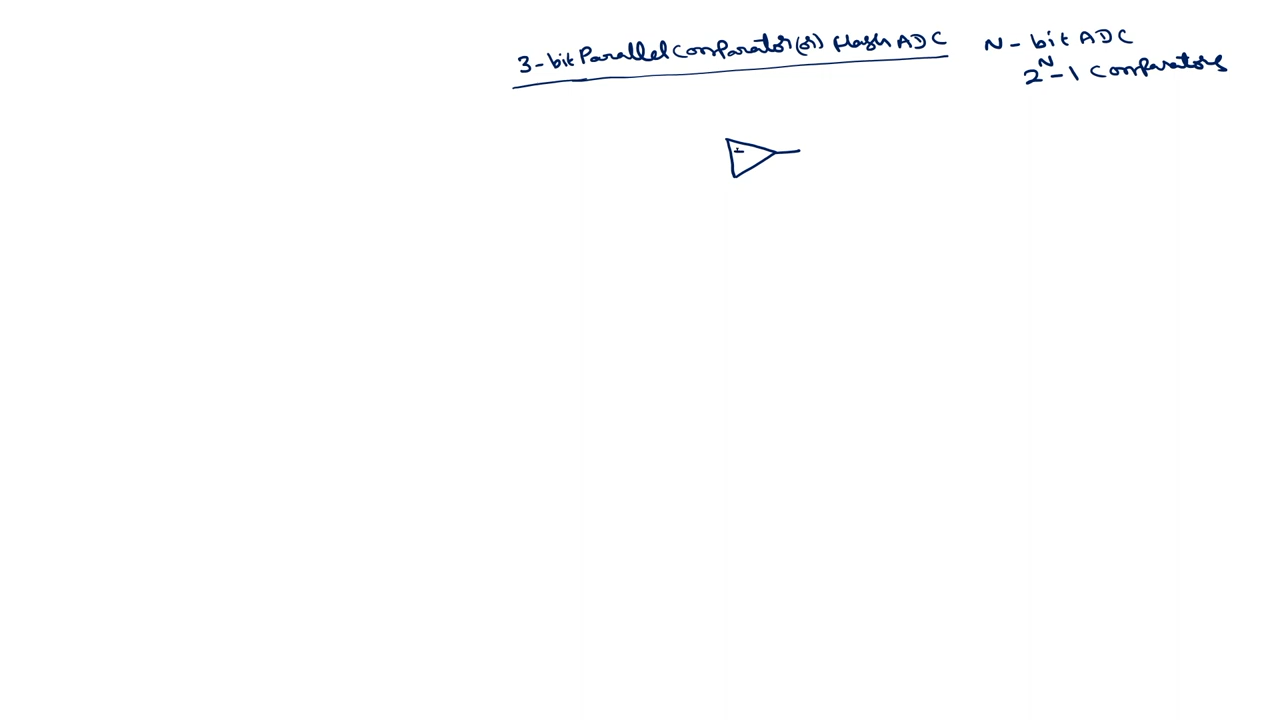 3-bit Parallel Comparator (or) Flash ADC
N-bit ADC
2^N-1 Comparators
+